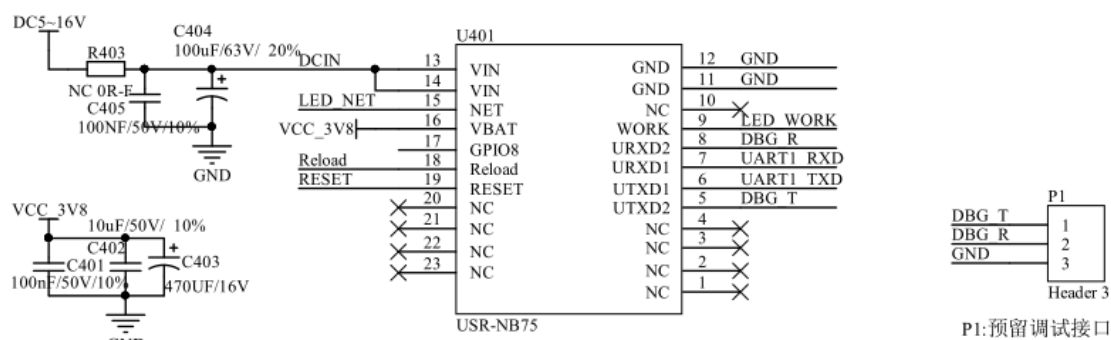 DC5~16V
R403
NC 0R-F
C404
100uF/63V/ 20%
C405
100NF/50V/10%
GND
DCIN
LED_NET
VCC_3V8
Reload
RESET
U401
13 VIN
14 VIN
15 NET
16 VBAT
17 GPIO8
18 Reload
19 RESET
20 NC
21 NC
22 NC
23 NC
GND 12 GND
GND 11 GND
NC 10
WORK 9 LED_WORK
URXD2 8 DBG_R
URXD1 7 UART1_RXD
UTXD1 6 UART1_TXD
UTXD2 5 DBG_T
NC 4
NC 3
NC 2
NC 1
USR-NB75
VCC_3V8
10uF/50V/ 10%
C402
C401
100nF/50V/10%
C403
470UF/16V
GND
P1
DBG_T 1
DBG_R 2
GND 3
Header 3
P1:预留调试接口